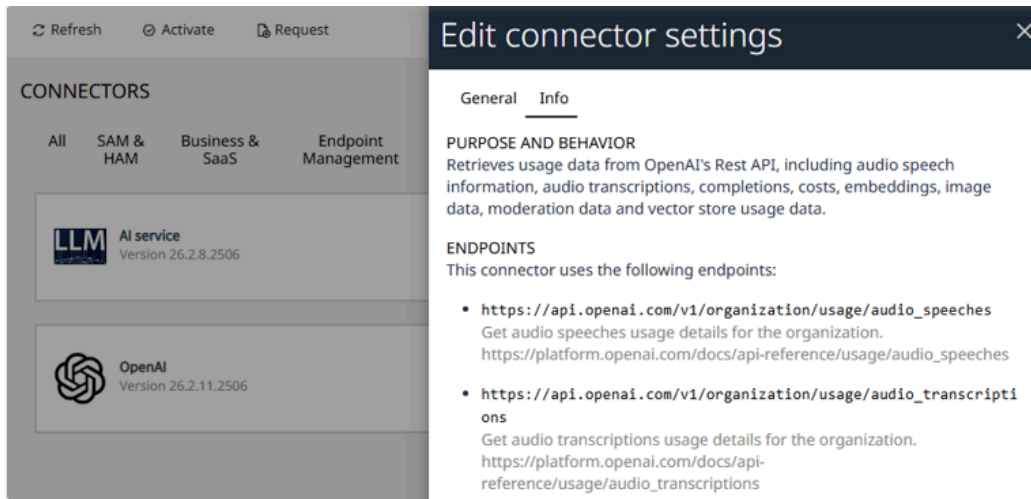 Refresh
Activate
Request
CONNECTORS
All
SAM &
HAM
Business &
SaaS
Endpoint
Management
LLM
AI service
Version 26.2.8.2506
OpenAI
Version 26.2.11.2506
Edit connector settings
General
Info
PURPOSE AND BEHAVIOR
Retrieves usage data from OpenAI's Rest API, including audio speech
information, audio transcriptions, completions, costs, embeddings, image
data, moderation data and vector store usage data.
ENDPOINTS
This connector uses the following endpoints:
• https://api.openai.com/v1/organization/usage/audio_speeches
Get audio speeches usage details for the organization.
https://platform.openai.com/docs/api-reference/usage/audio_speeches
• https://api.openai.com/v1/organization/usage/audio_transcripti
ons
Get audio transcriptions usage details for the organization.
https://platform.openai.com/docs/api-
reference/usage/audio_transcriptions